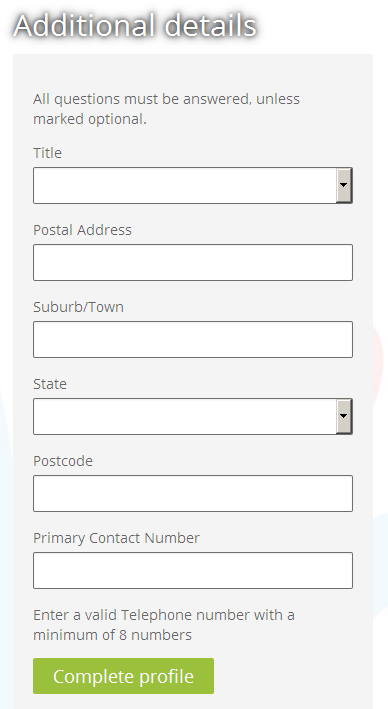 Additional details
All questions must be answered, unless
marked optional.
Title
Postal Address
Suburb/Town
State
Postcode
Primary Contact Number
Enter a valid Telephone number with a
minimum of 8 numbers
Complete profile